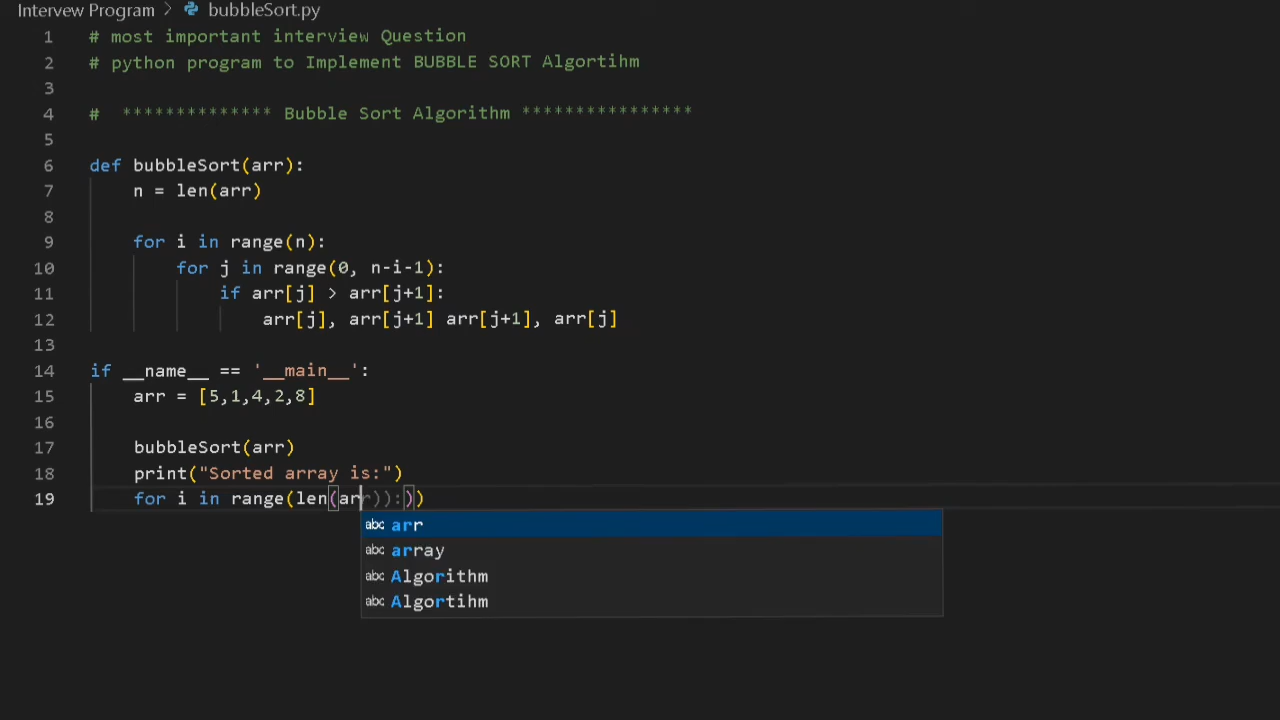 Intervew Program > bubbleSort.py
1 # most important interview Question
2 # python program to Implement BUBBLE SORT Algortihm
3
4 # ************** Bubble Sort Algorithm ****************
5
6 def bubbleSort(arr):
7 n = len(arr)
8
9 for i in range(n):
10 for j in range(0, n-i-1):
11 if arr[j] > arr[j+1]:
12 arr[j], arr[j+1] arr[j+1], arr[j]
13
14 if __name__ == '__main__':
15 arr = [5,1,4,2,8]
16
17 bubbleSort(arr)
18 print("Sorted array is:")
19 for i in range(len(arr)):))
abc arr
abc array
abc Algorithm
abc Algortihm